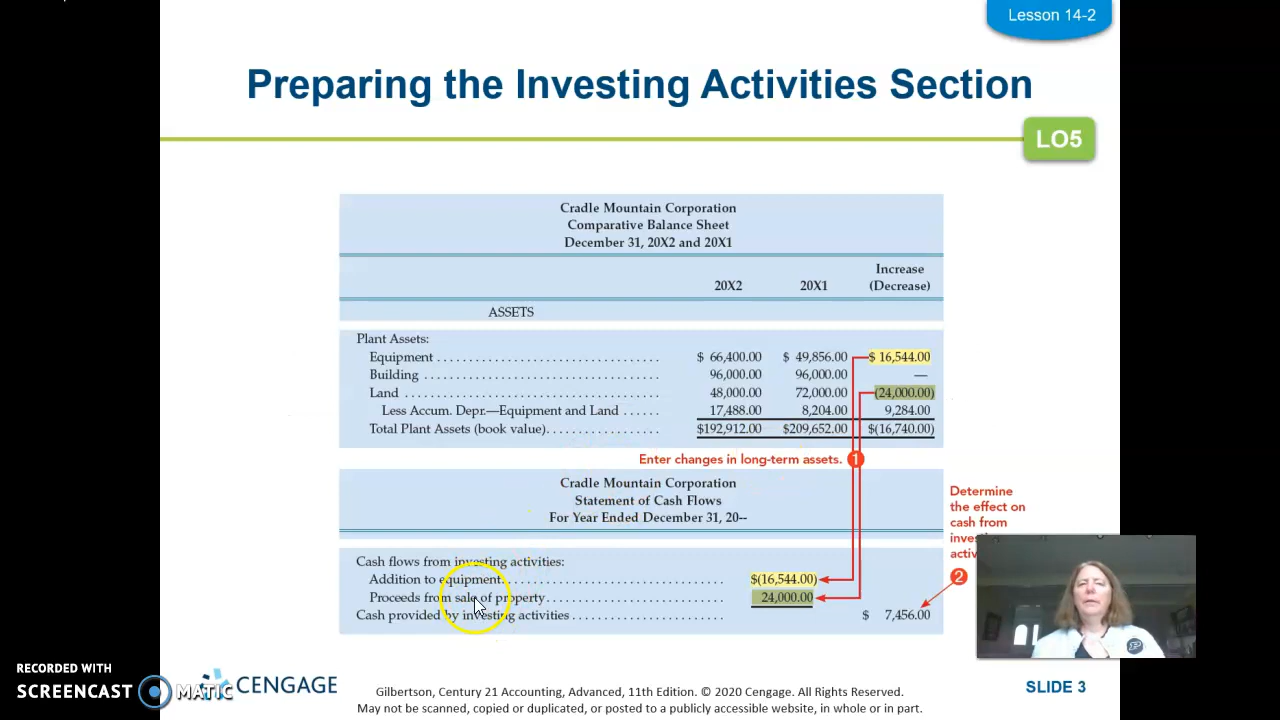 Lesson 14-2
Preparing the Investing Activities Section
LO5
Cradle Mountain Corporation
Comparative Balance Sheet
December 31, 20X2 and 20X1
Increase
20X2 20X1 (Decrease)
ASSETS
Plant Assets:
Equipment $ 66,400.00 $ 49,856.00 $ 16,544.00
Building 96,000.00 96,000.00 —
Land 48,000.00 72,000.00 (24,000.00)
Less Accum. Depr.—Equipment and Land 17,488.00 8,204.00 9,284.00
Total Plant Assets (book value) $192,912.00 $209,652.00 $(16,740.00)
Enter changes in long-term assets. 1
Cradle Mountain Corporation
Statement of Cash Flows
For Year Ended December 31, 20--
Determine
the effect on
cash from
2
Cash flows from investing activities:
Addition to equipment $(16,544.00)
Proceeds from sale of property 24,000.00
Cash provided by investing activities $ 7,456.00
RECORDED WITH
SCREENCAST MATIC
CENGAGE
Gilbertson, Century 21 Accounting, Advanced, 11th Edition. © 2020 Cengage. All Rights Reserved.
May not be scanned, copied or duplicated, or posted to a publicly accessible website, in whole or in part.
SLIDE 3